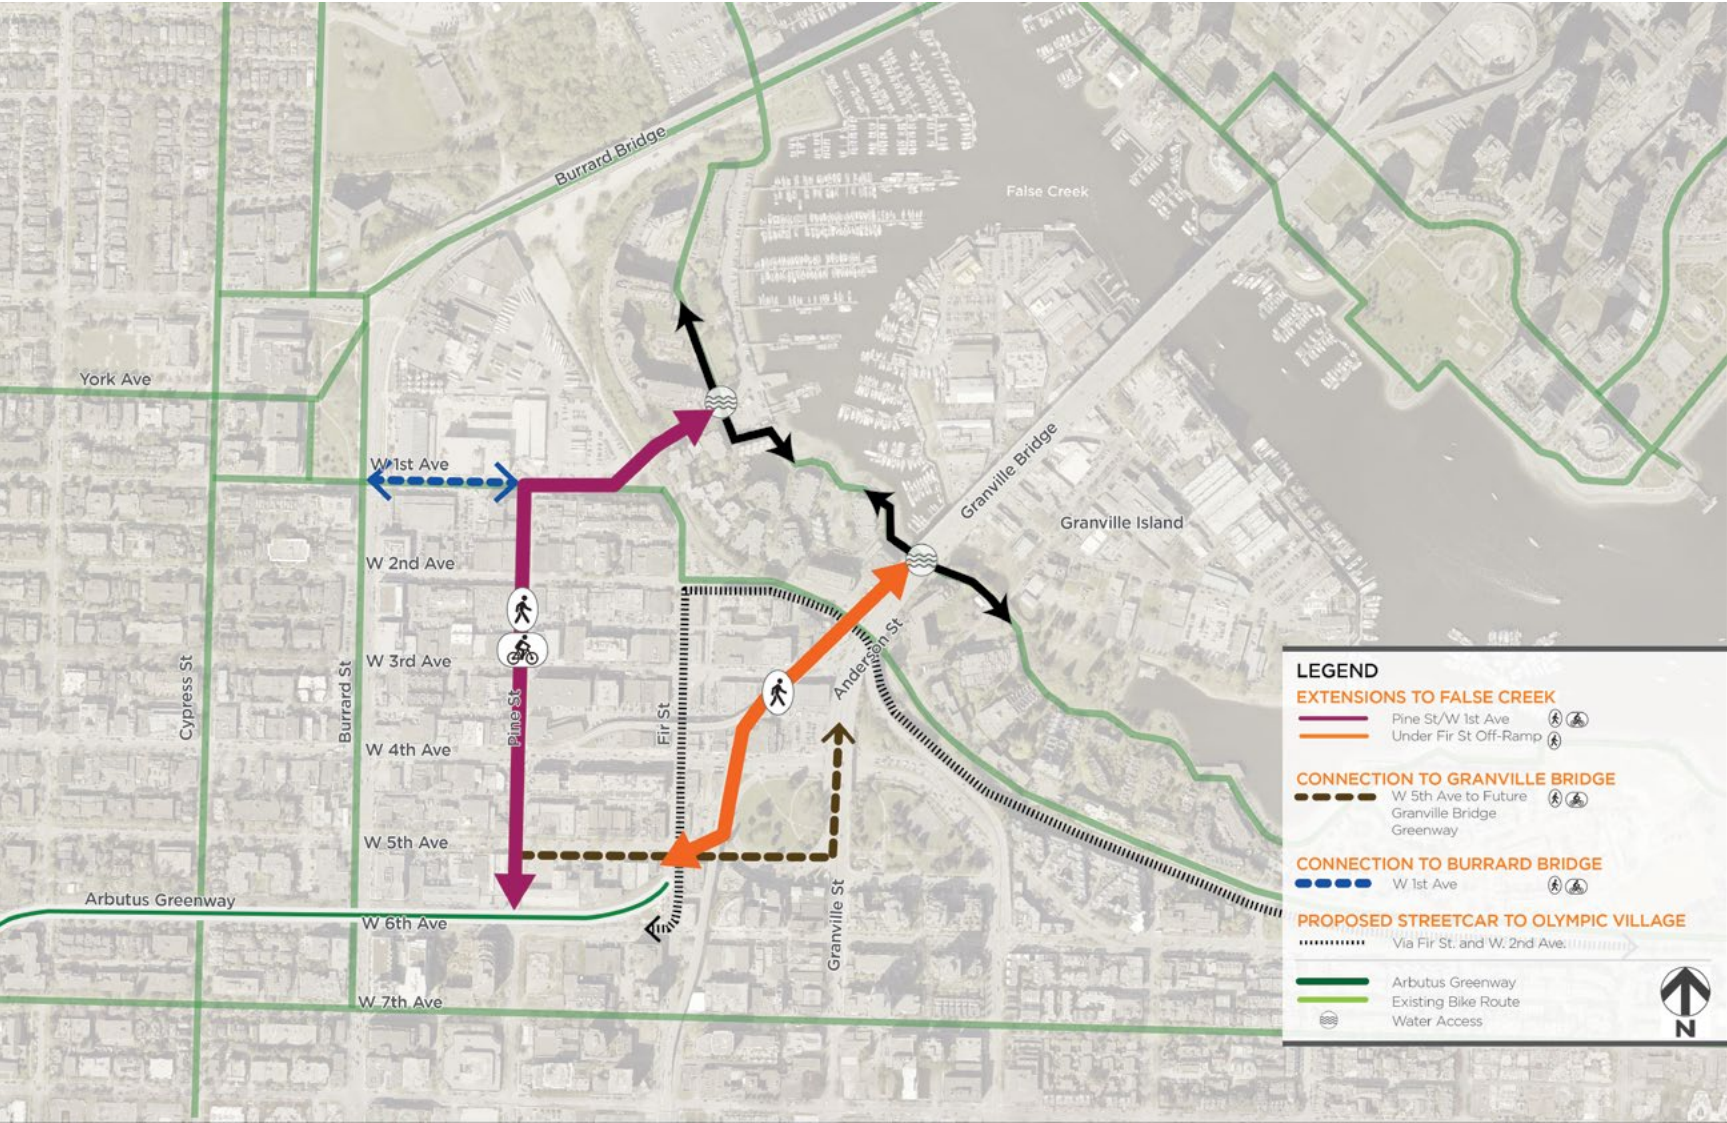 Burrard Bridge
False Creek
York Ave
W 1st Ave
Granville Bridge
Granville Island
W 2nd Ave
Anderson St
W 3rd Ave
Cypress St
Burrard St
Pine St
Fir St
W 4th Ave
W 5th Ave
Granville St
Arbutus Greenway
W 6th Ave
W 7th Ave
LEGEND
EXTENSIONS TO FALSE CREEK
Pine St/W 1st Ave
Under Fir St Off-Ramp
CONNECTION TO GRANVILLE BRIDGE
W 5th Ave to Future
Granville Bridge
Greenway
CONNECTION TO BURRARD BRIDGE
W 1st Ave
PROPOSED STREETCAR TO OLYMPIC VILLAGE
Via Fir St. and W. 2nd Ave.
Arbutus Greenway
Existing Bike Route
Water Access
N